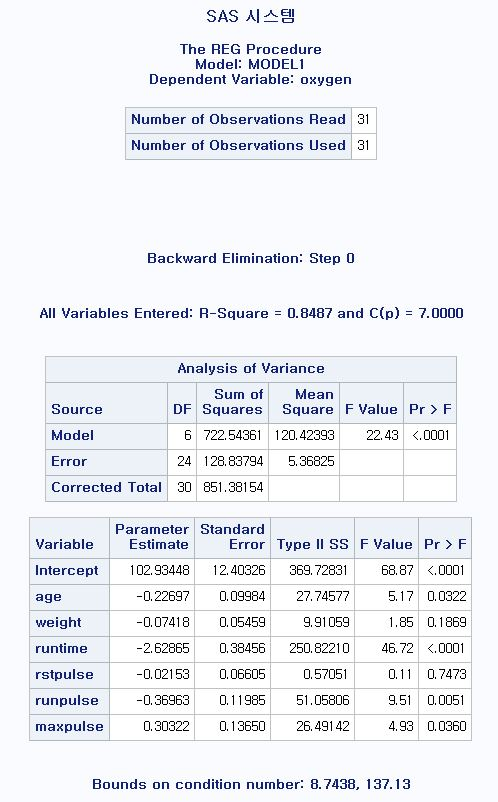 SAS 시스템
The REG Procedure
Model: MODEL1
Dependent Variable: oxygen
Number of Observations Read 31
Number of Observations Used 31
Backward Elimination: Step 0
All Variables Entered: R-Square = 0.8487 and C(p) = 7.0000
Analysis of Variance
Source DF Sum of Squares Mean Square F Value Pr > F
Model 6 722.54361 120.42393 22.43 <.0001
Error 24 128.83794 5.36825
Corrected Total 30 851.38154
Variable Parameter Estimate Standard Error Type II SS F Value Pr > F
Intercept 102.93448 12.40326 369.72831 68.87 <.0001
age -0.22697 0.09984 27.74577 5.17 0.0322
weight -0.07418 0.05459 9.91059 1.85 0.1869
runtime -2.62865 0.38456 250.82210 46.72 <.0001
rstpulse -0.02153 0.06605 0.57051 0.11 0.7473
runpulse -0.36963 0.11985 51.05806 9.51 0.0051
maxpulse 0.30322 0.13650 26.49142 4.93 0.0360
Bounds on condition number: 8.7438, 137.13